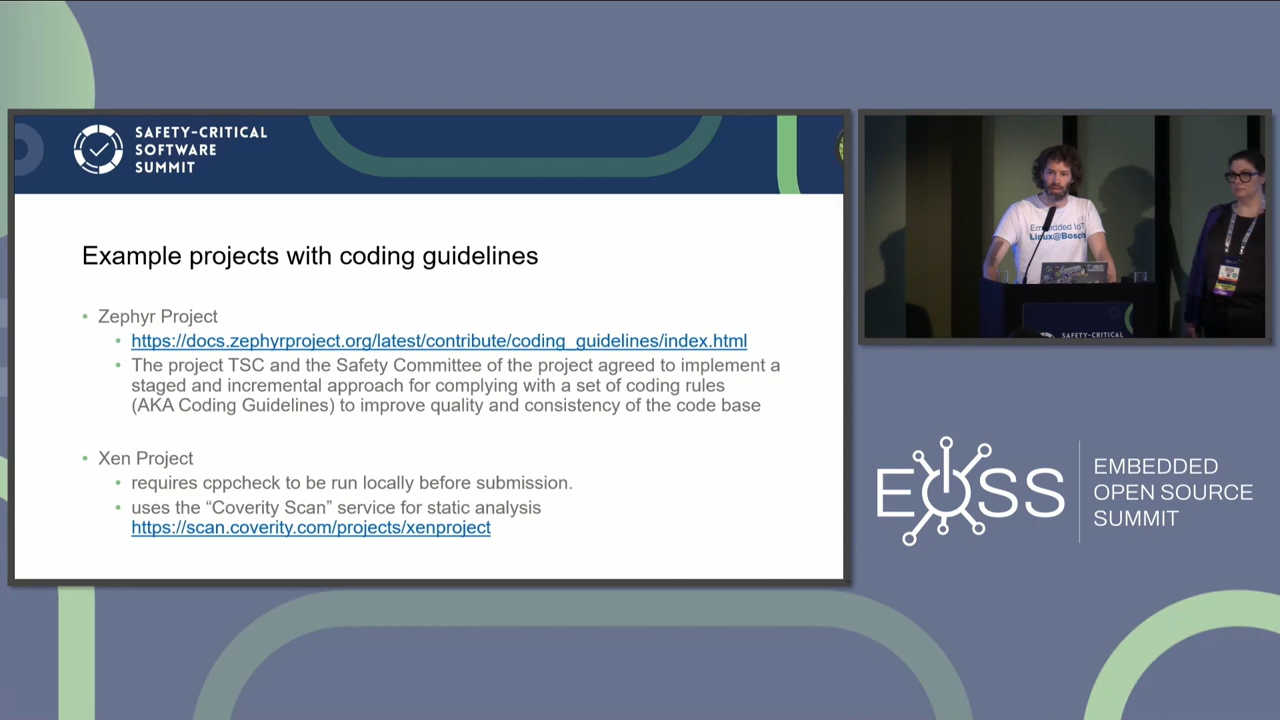 SAFETY-CRITICAL
SOFTWARE
SUMMIT
Example projects with coding guidelines
• Zephyr Project
• https://docs.zephyrproject.org/latest/contribute/coding_guidelines/index.html
• The project TSC and the Safety Committee of the project agreed to implement a
staged and incremental approach for complying with a set of coding rules
(AKA Coding Guidelines) to improve quality and consistency of the code base
• Xen Project
• requires cppcheck to be run locally before submission.
• uses the “Coverity Scan” service for static analysis
https://scan.coverity.com/projects/xenproject
Embedded IoT
Linux@Bosch
SAFETY-CRITICAL
EOSS
EMBEDDED
OPEN SOURCE
SUMMIT